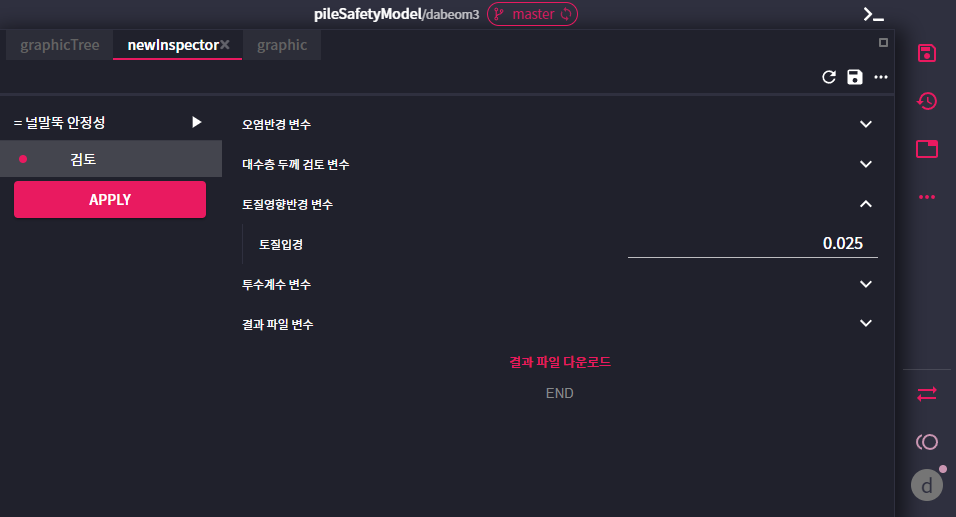 pileSafetyModel/dabeom3 master
graphicTree newInspector graphic
= 널말뚝 안정성
검토
APPLY
오염반경 변수
대수층 두께 검토 변수
토질영향반경 변수
토질입경 0.025
투수계수 변수
결과 파일 변수
결과 파일 다운로드
END
d